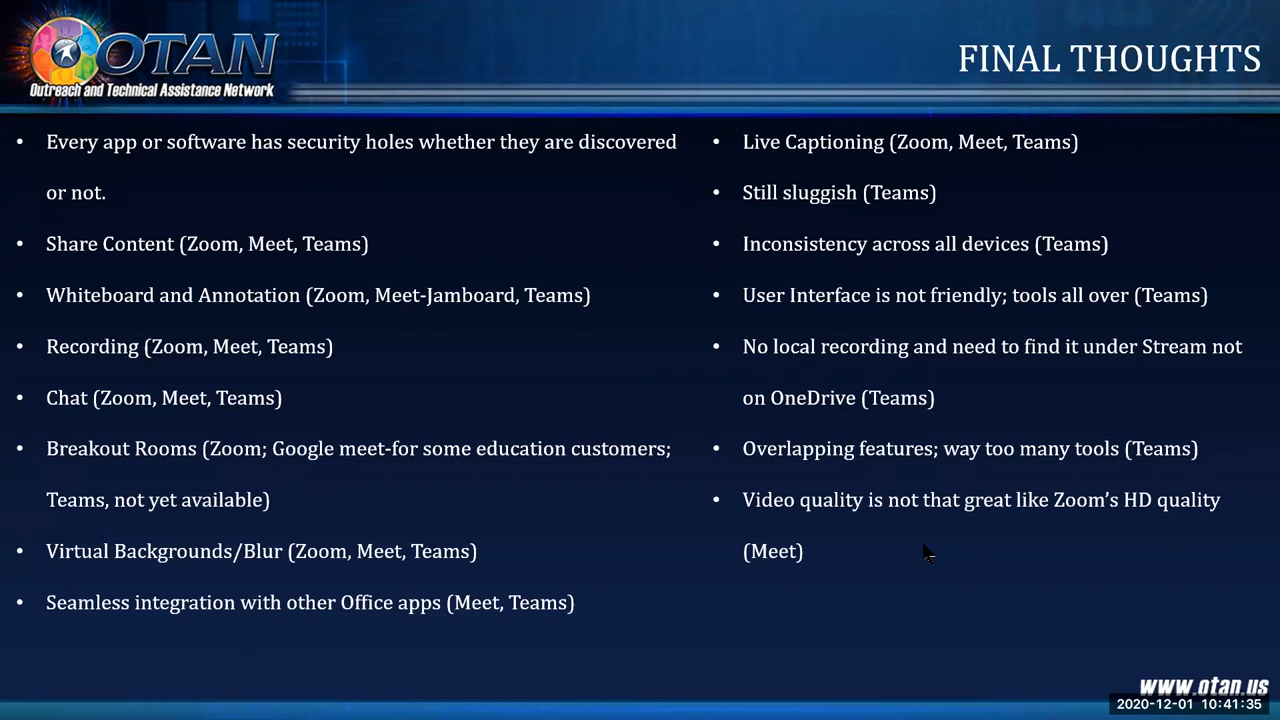 OTAN
Outreach and Technical Assistance Network
FINAL THOUGHTS
• Every app or software has security holes whether they are discovered
or not.
• Share Content (Zoom, Meet, Teams)
• Whiteboard and Annotation (Zoom, Meet-Jamboard, Teams)
• Recording (Zoom, Meet, Teams)
• Chat (Zoom, Meet, Teams)
• Breakout Rooms (Zoom; Google meet-for some education customers;
Teams, not yet available)
• Virtual Backgrounds/Blur (Zoom, Meet, Teams)
• Seamless integration with other Office apps (Meet, Teams)
• Live Captioning (Zoom, Meet, Teams)
• Still sluggish (Teams)
• Inconsistency across all devices (Teams)
• User Interface is not friendly; tools all over (Teams)
• No local recording and need to find it under Stream not
on OneDrive (Teams)
• Overlapping features; way too many tools (Teams)
• Video quality is not that great like Zoom’s HD quality
(Meet)
www.otan.us
2020-12-01 10:41:35